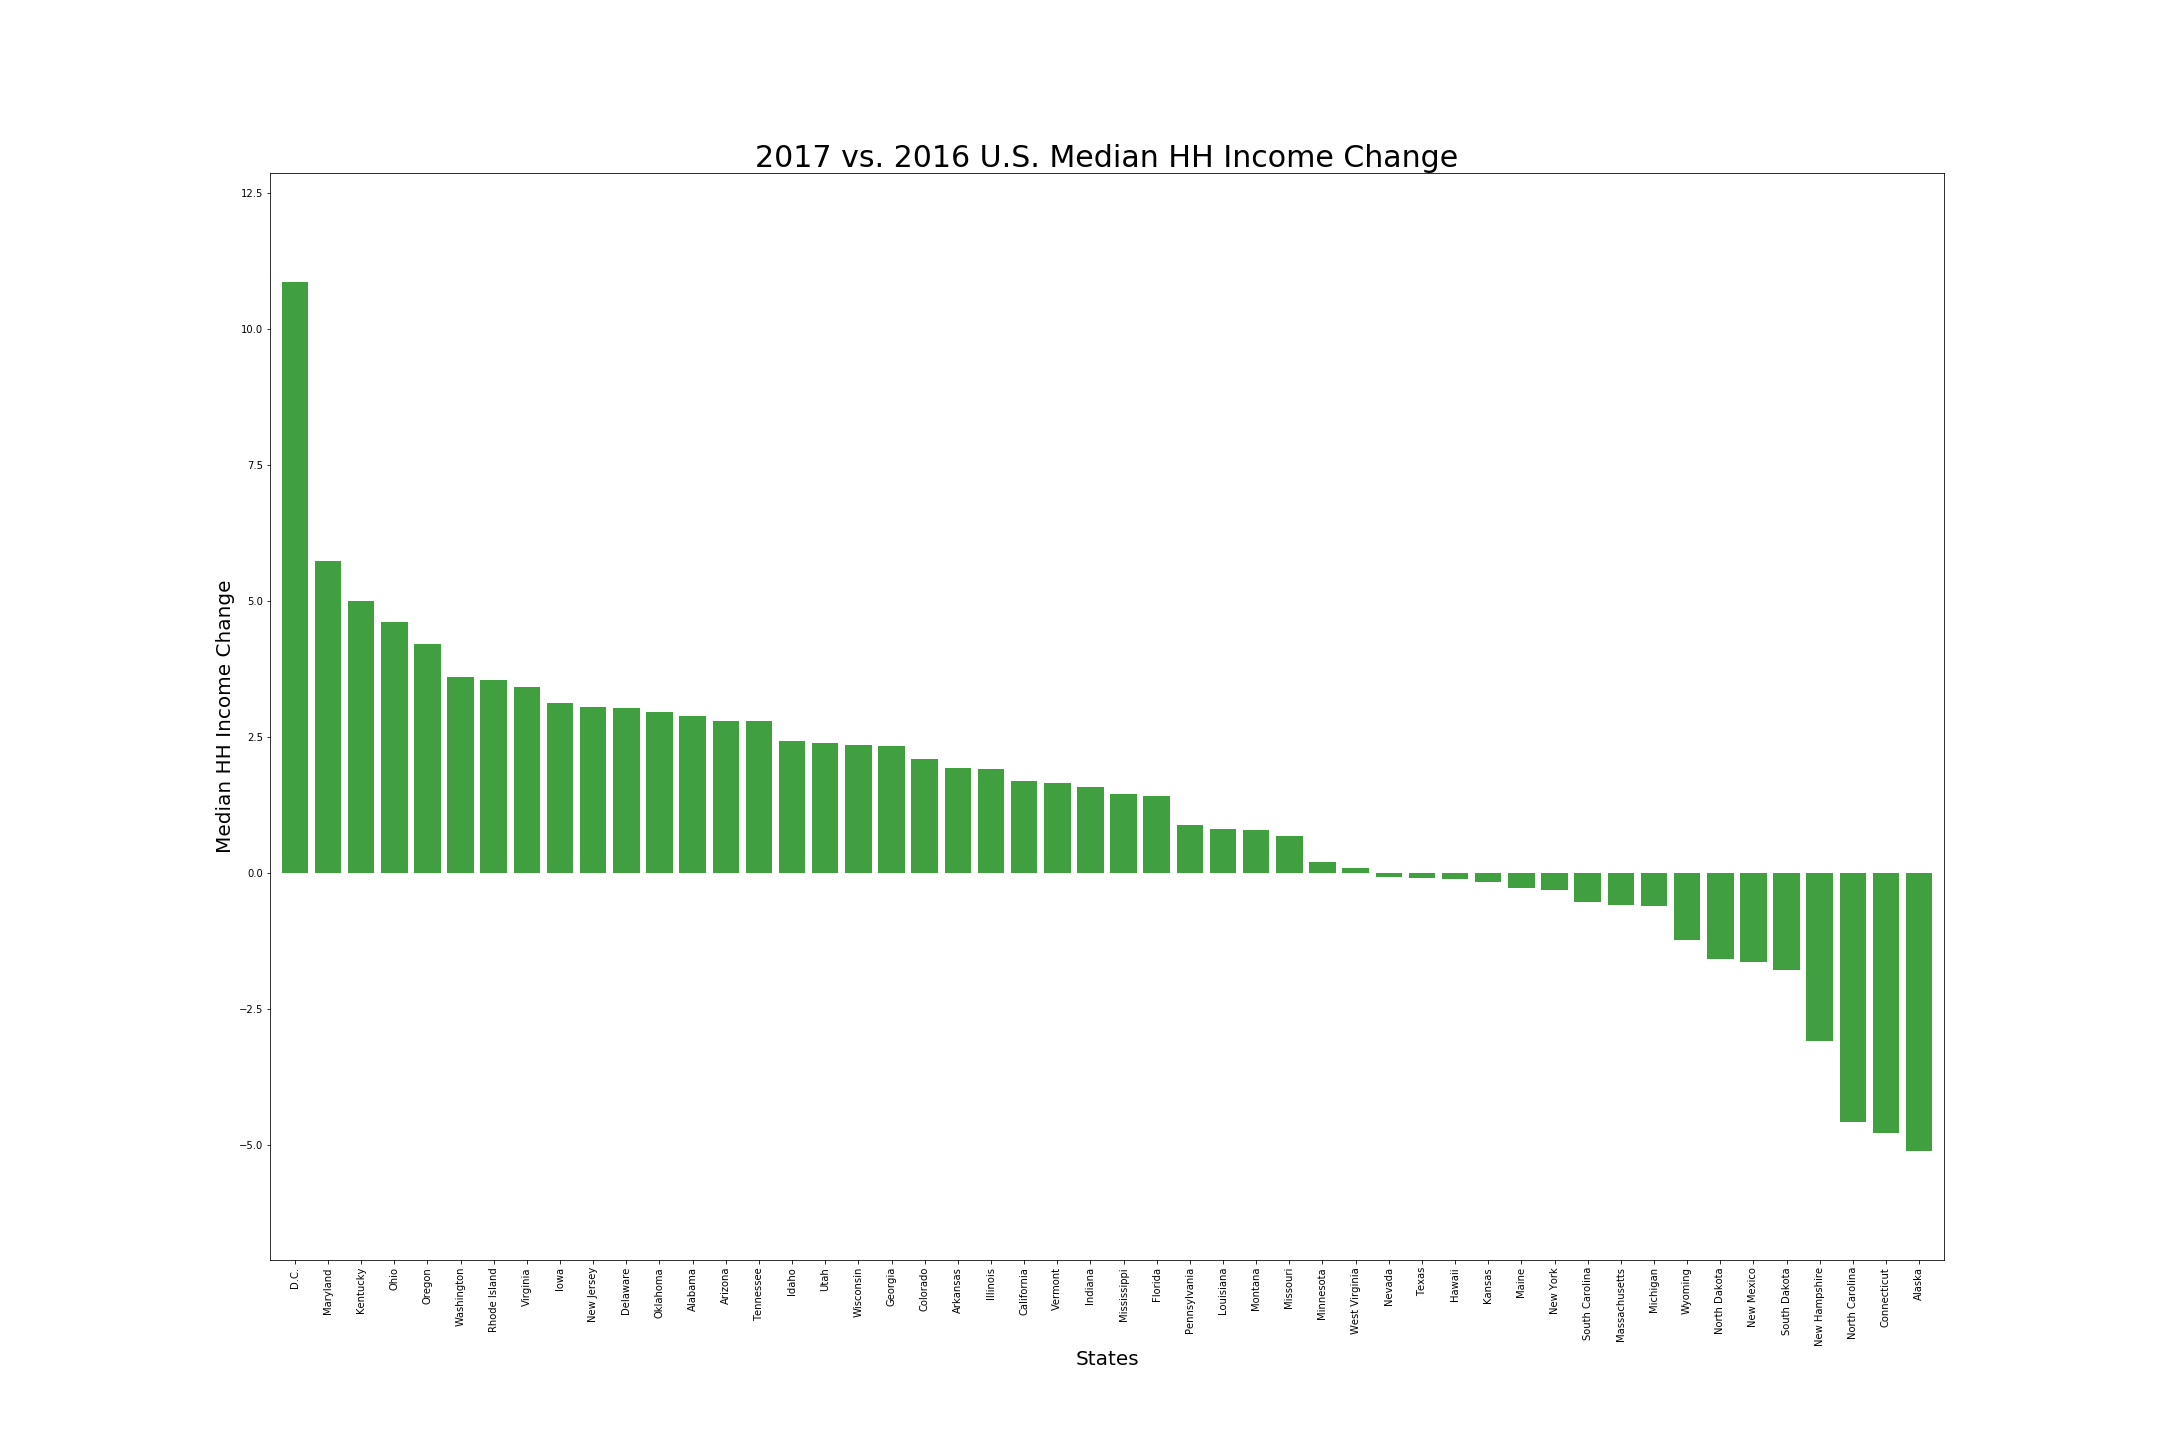 2017 vs. 2016 U.S. Median HH Income Change
Median HH Income Change
12.5
10.0
7.5
5.0
2.5
0.0
−2.5
−5.0
D.C.
Maryland
Kentucky
Ohio
Oregon
Washington
Rhode Island
Virginia
Iowa
New Jersey
Delaware
Oklahoma
Alabama
Arizona
Tennessee
Idaho
Utah
Wisconsin
Georgia
Colorado
Arkansas
Illinois
California
Vermont
Indiana
Mississippi
Florida
Pennsylvania
Louisiana
Montana
Missouri
Minnesota
West Virginia
Nevada
Texas
Hawaii
Kansas
Maine
New York
South Carolina
Massachusetts
Michigan
Wyoming
North Dakota
New Mexico
South Dakota
New Hampshire
North Carolina
Connecticut
Alaska
States